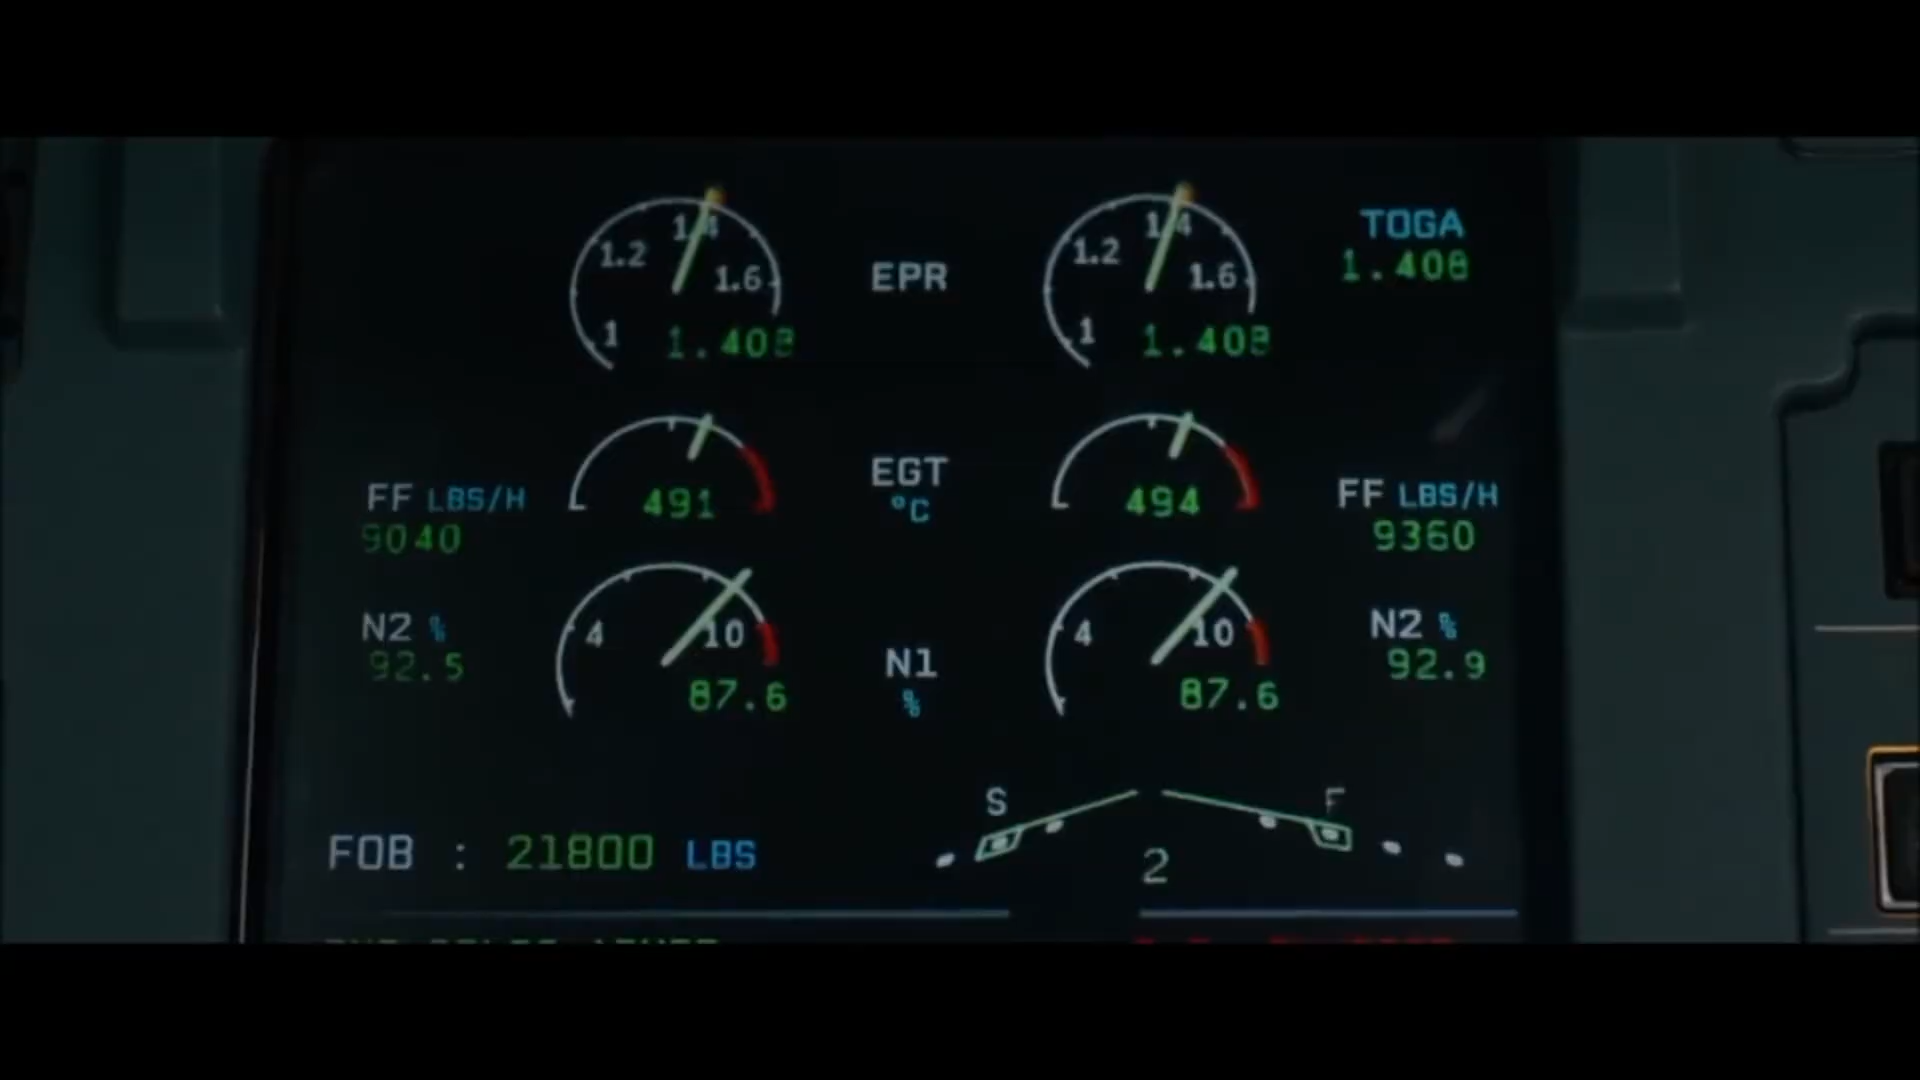 1.2 1.4 1.6 1
1.408
EPR
1.2 1.4 1.6 1
1.408
TOGA
1.408
FF LBS/H
9040
491
EGT
°C
494
FF LBS/H
9360
N2 %
92.5
4 10
87.6
N1
%
4 10
87.6
N2 %
92.9
S F
2
FOB : 21800 LBS